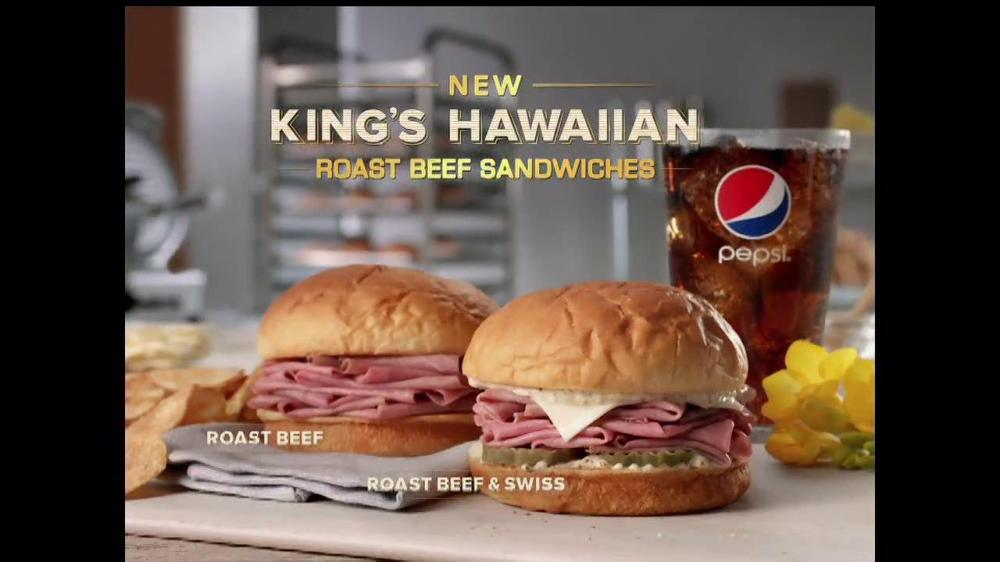 NEW
KING'S HAWAIIAN
ROAST BEEF SANDWICHES
pepsi
ROAST BEEF
ROAST BEEF & SWISS